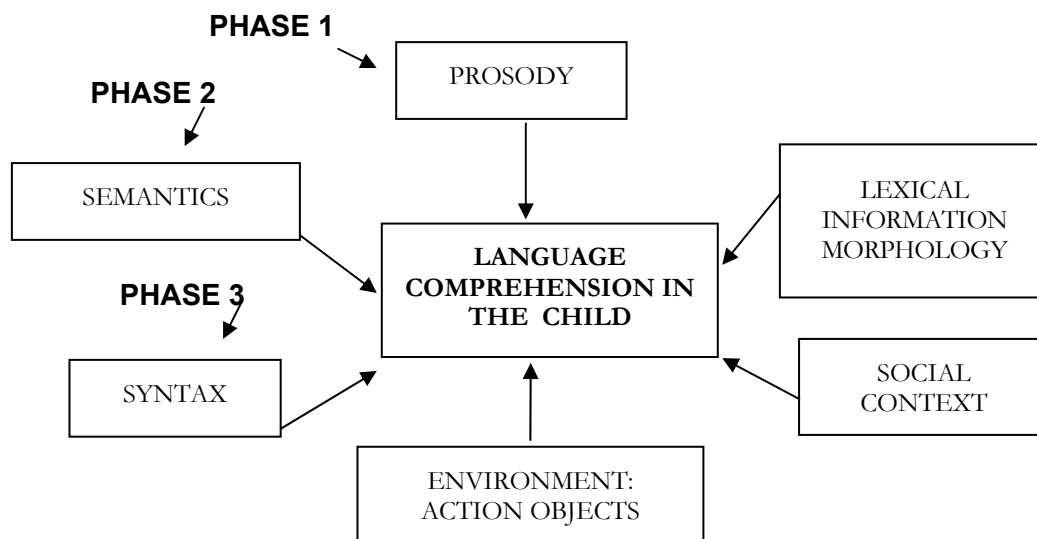 PHASE 1
PROSODY
PHASE 2
SEMANTICS
LEXICAL
INFORMATION
MORPHOLOGY
LANGUAGE
COMPREHENSION IN
THE CHILD
PHASE 3
SYNTAX
SOCIAL
CONTEXT
ENVIRONMENT:
ACTION OBJECTS